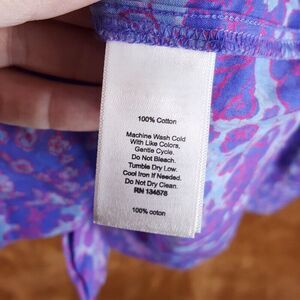 100% Cotton
Machine Wash Cold
With Like Colors,
Gentle Cycle.
Do Not Bleach.
Tumble Dry Low.
Cool Iron If Needed.
Do Not Dry Clean.
RN 134578
100% coton